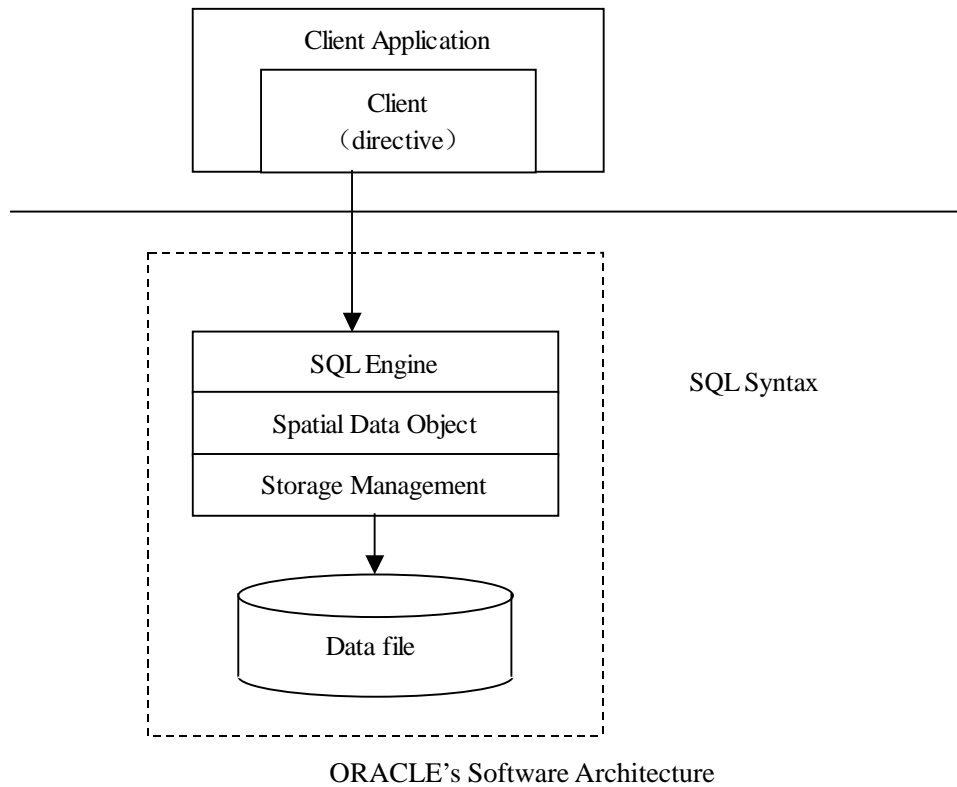 Client Application
Client
（directive）
SQL Engine
SQL Syntax
Spatial Data Object
Storage Management
Data file
ORACLE’s Software Architecture